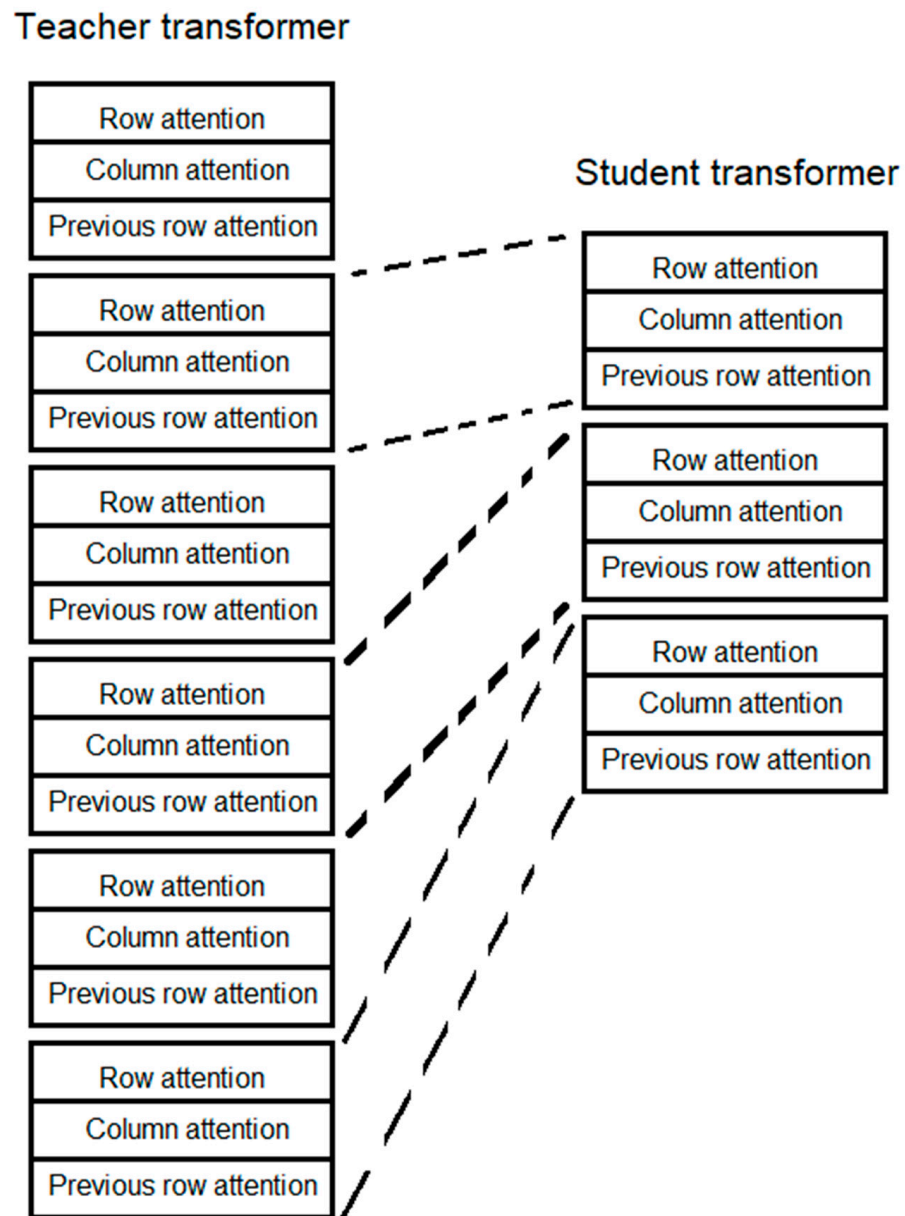 Teacher transformer
Row attention
Column attention
Previous row attention
Row attention
Column attention
Previous row attention
Row attention
Column attention
Previous row attention
Row attention
Column attention
Previous row attention
Row attention
Column attention
Previous row attention
Row attention
Column attention
Previous row attention
Student transformer
Row attention
Column attention
Previous row attention
Row attention
Column attention
Previous row attention
Row attention
Column attention
Previous row attention